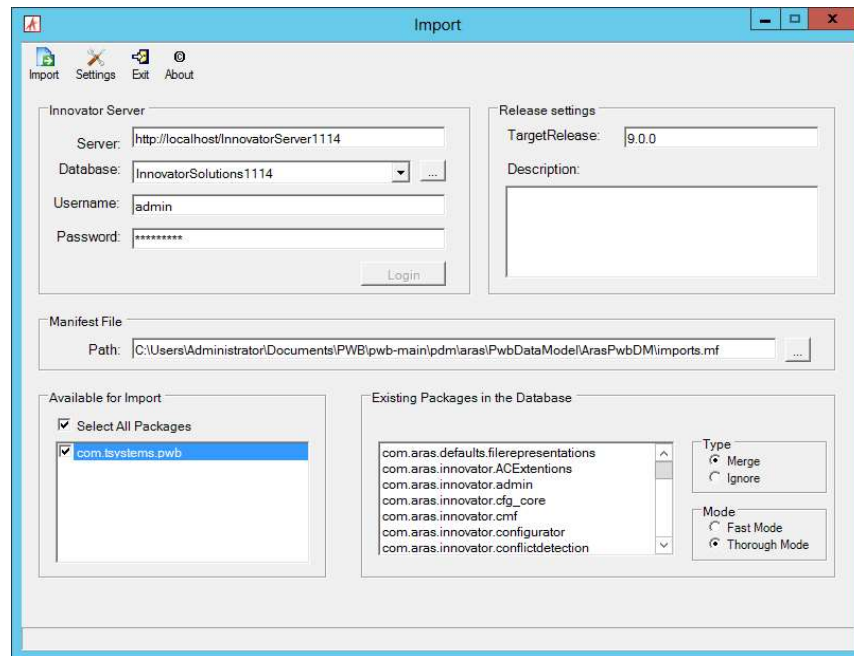 Import
Import Settings Exit About
Innovator Server
Server: http://localhost/InnovatorServer1114
Database: InnovatorSolutions1114 ...
Username: admin
Password: *********
Login
Release settings
TargetRelease: 9.0.0
Description:
Manifest File
Path: C:\Users\Administrator\Documents\PWB\pwb-main\pdm\aras\PwbDataModel\ArasPwbDM\imports.mf ...
Available for Import
Select All Packages
com.tsystems.pwb
Existing Packages in the Database
com.aras.defaults.filerepresentations
com.aras.innovator.ACExtentions
com.aras.innovator.admin
com.aras.innovator.cfg_core
com.aras.innovator.cmf
com.aras.innovator.configurator
com.aras.innovator.conflictdetection
Type
Merge
Ignore
Mode
Fast Mode
Thorough Mode